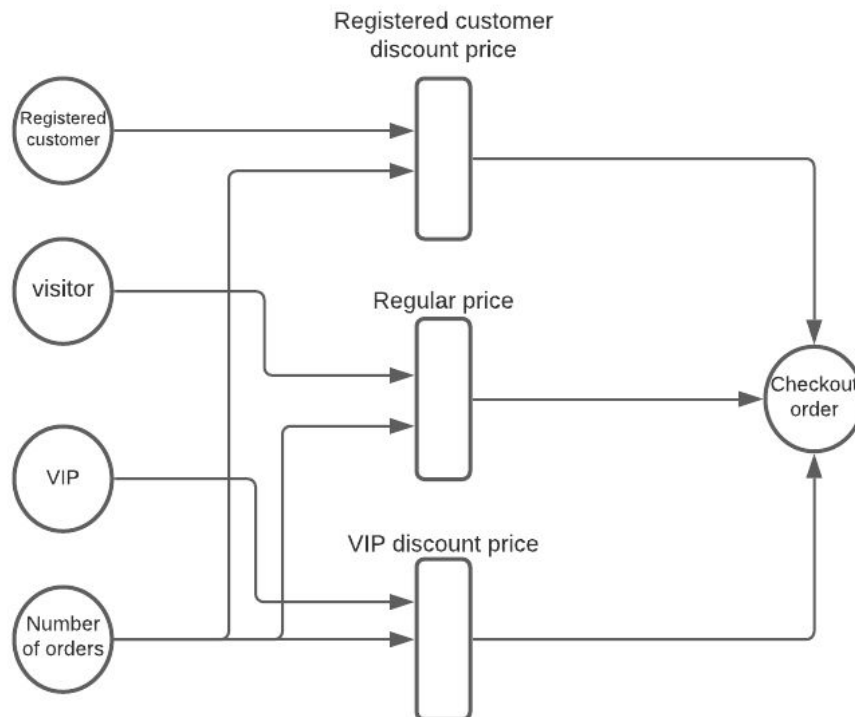 Registered customer
discount price
Registered
customer
visitor
Regular price
Checkout
order
VIP
VIP discount price
Number
of orders